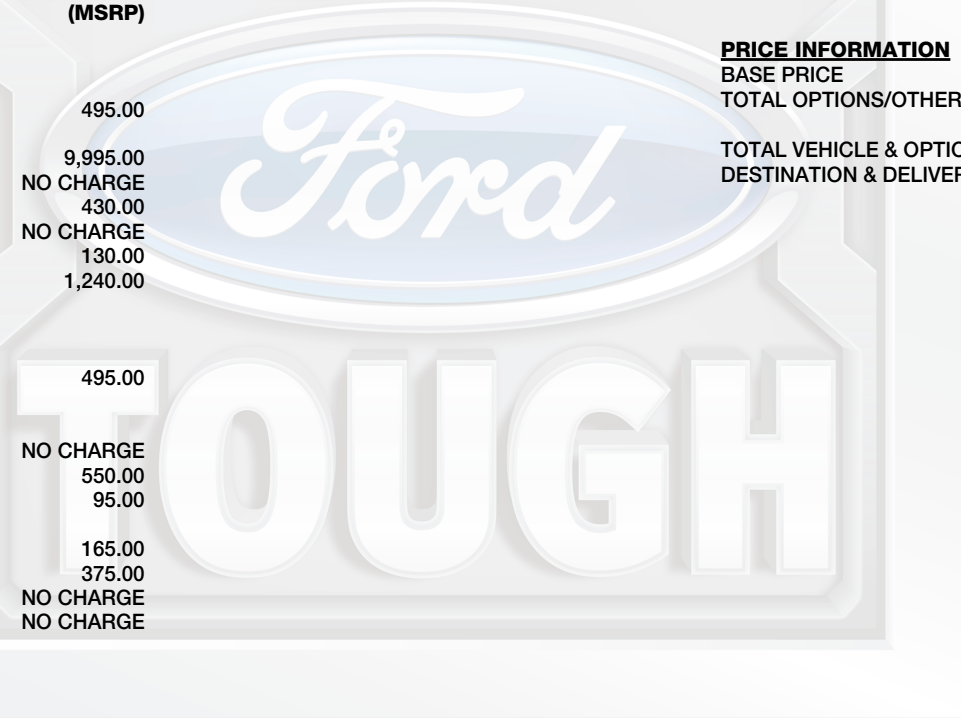 (MSRP)
495.00
9,995.00
NO CHARGE
430.00
NO CHARGE
130.00
1,240.00
495.00
NO CHARGE
550.00
95.00
165.00
375.00
NO CHARGE
NO CHARGE
PRICE INFORMATION
BASE PRICE
TOTAL OPTIONS/OTHER
TOTAL VEHICLE & OPTIO
DESTINATION & DELIVER
Ford
TOUGH